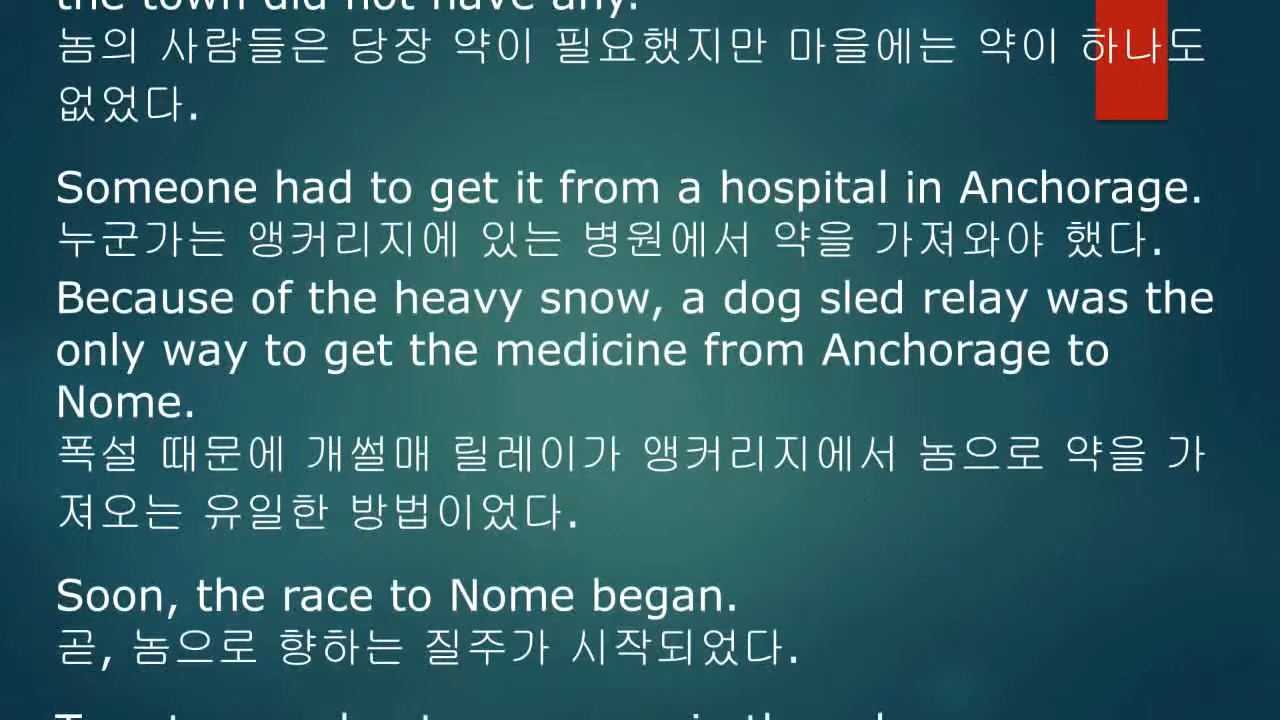 the town did not have any.
놈의 사람들은 당장 약이 필요했지만 마을에는 약이 하나도
없었다.
Someone had to get it from a hospital in Anchorage.
누군가는 앵커리지에 있는 병원에서 약을 가져와야 했다.
Because of the heavy snow, a dog sled relay was the
only way to get the medicine from Anchorage to
Nome.
폭설 때문에 개썰매 릴레이가 앵커리지에서 놈으로 약을 가
져오는 유일한 방법이었다.
Soon, the race to Nome began.
곧, 놈으로 향하는 질주가 시작되었다.